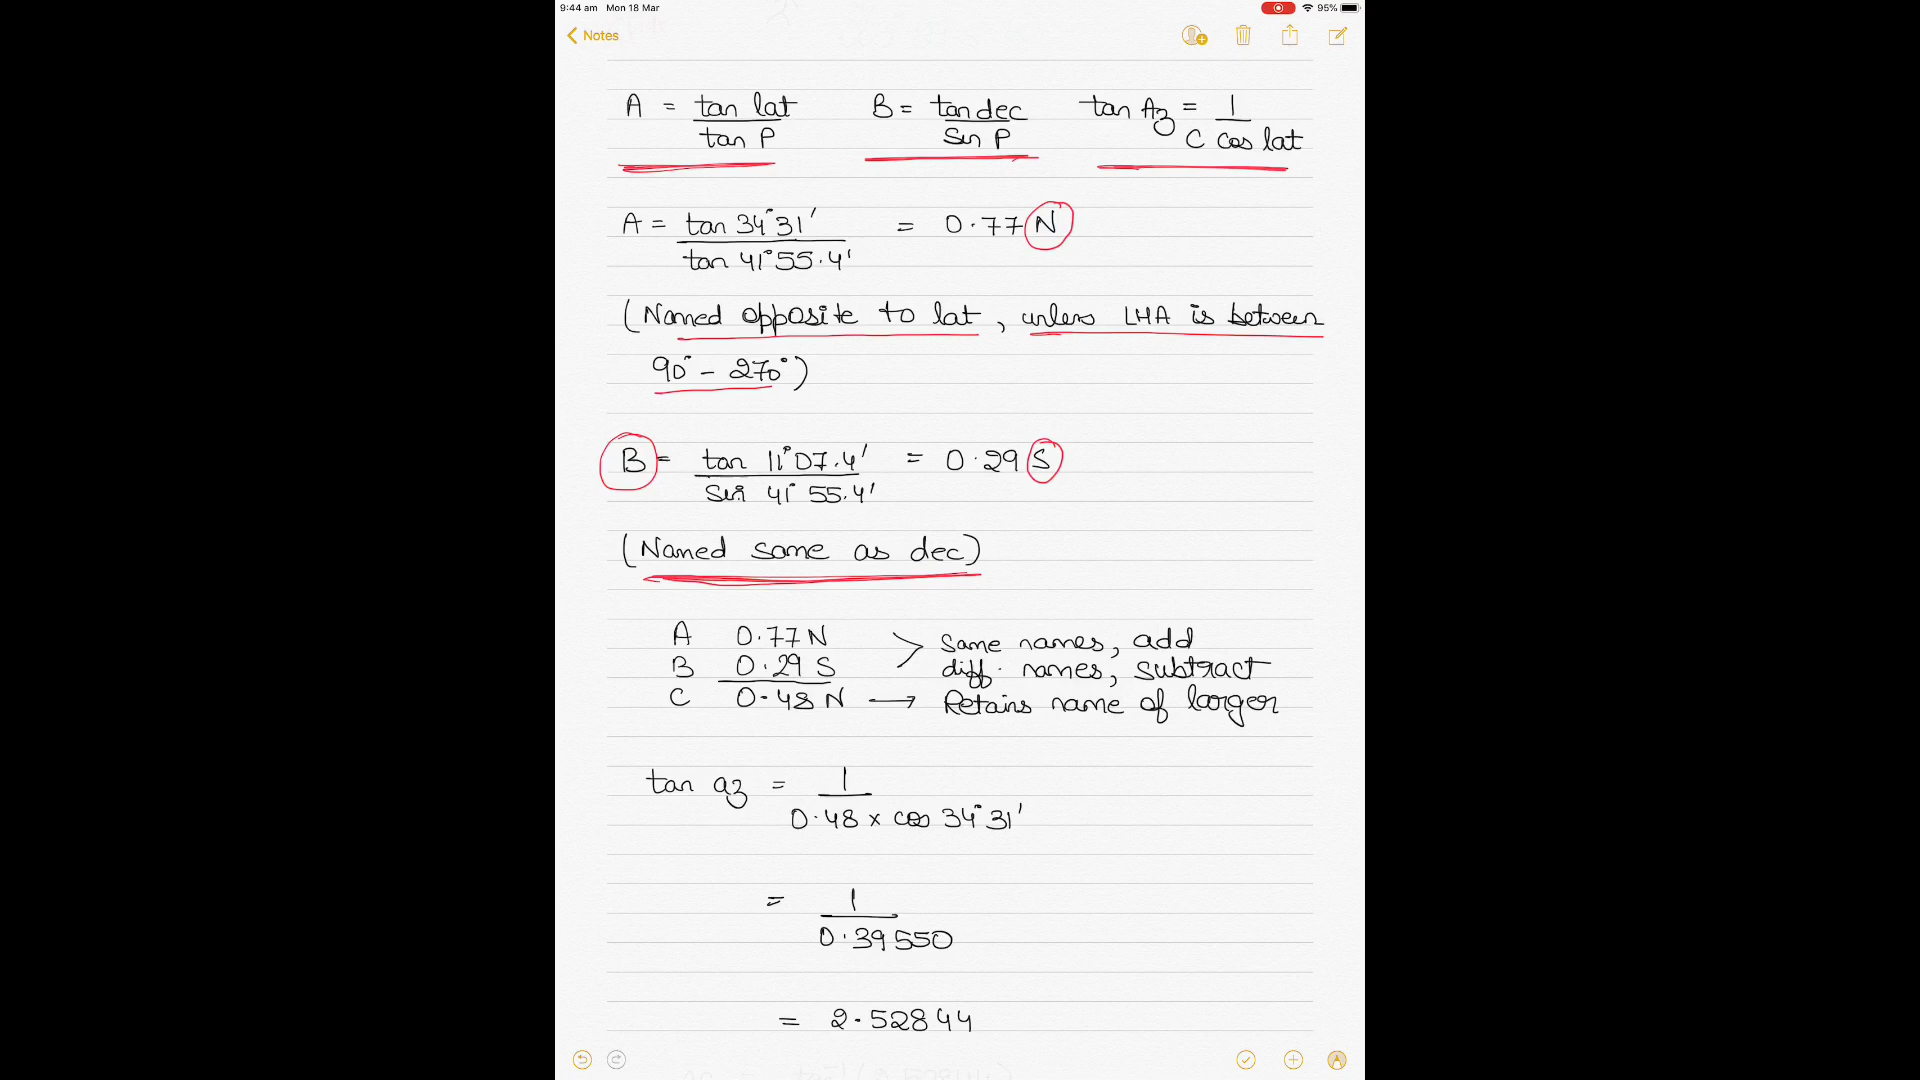 9:44 am Mon 18 Mar 95%
Notes
A = tan lat / tan P B = tan dec / sin P tan Az = 1 / C cos lat
A = tan 34°31' / tan 41°55.4' = 0.77 N
(Named opposite to lat, unless LHA is between
90° - 270°)
B = tan 11°07.4' / sin 41°55.4' = 0.29 S
(Named same as dec)
A 0.77 N > same names, add
B 0.29 S diff. names, subtract
C 0.48 N → Retains name of larger
tan az = 1 / 0.48 x cos 34°31'
= 1 / 0.39550
= 2.52844